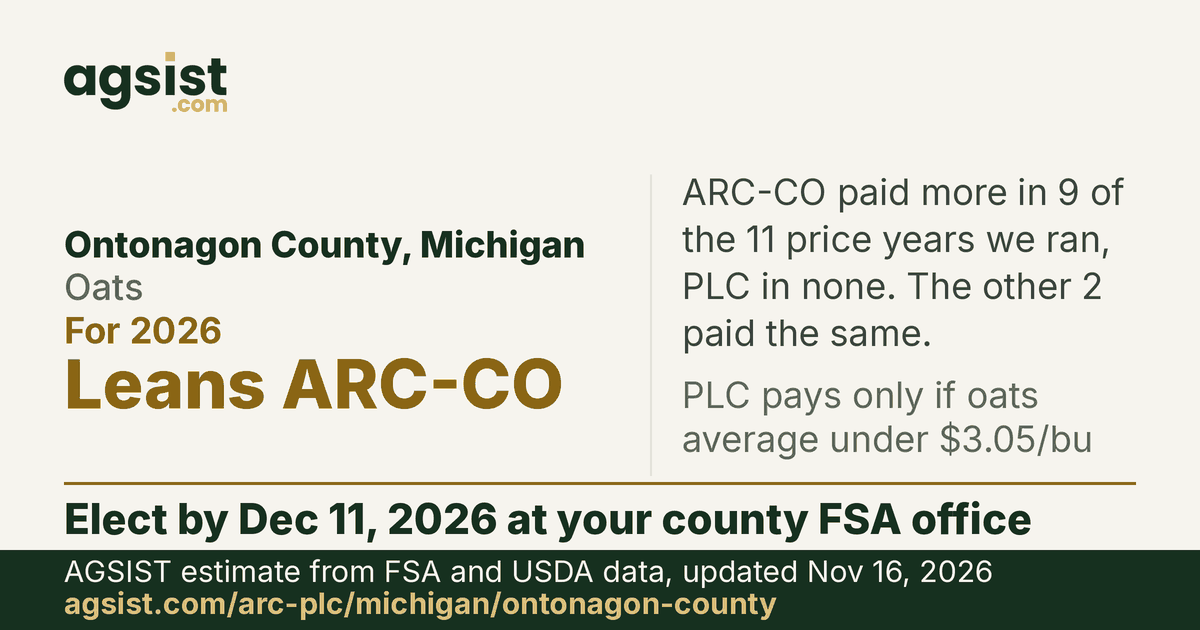 agsist
.com
Ontonagon County, Michigan
Oats
For 2026
Leans ARC-CO
ARC-CO paid more in 9 of
the 11 price years we ran,
PLC in none. The other 2
paid the same.
PLC pays only if oats
average under $3.05/bu
Elect by Dec 11, 2026 at your county FSA office
AGSIST estimate from FSA and USDA data, updated Nov 16, 2026
agsist.com/arc-plc/michigan/ontonagon-county